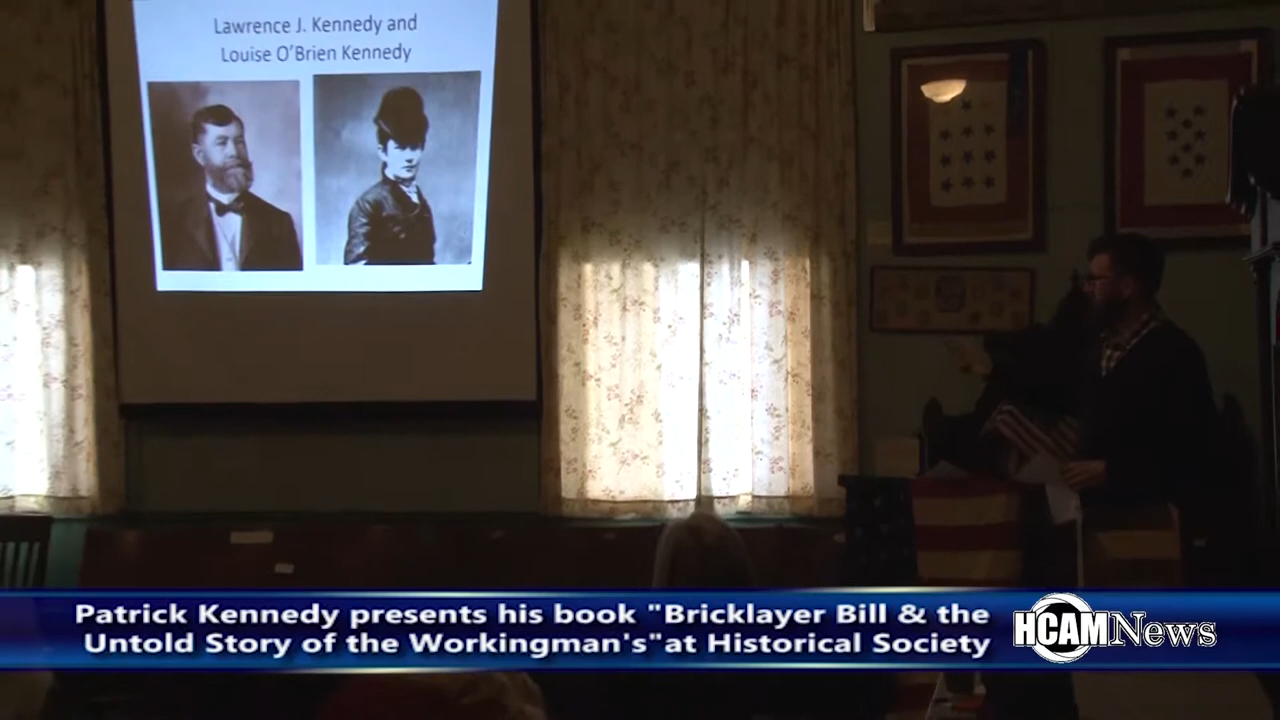 Lawrence J. Kennedy and
Louise O'Brien Kennedy
Patrick Kennedy presents his book "Bricklayer Bill & the
Untold Story of the Workingman's"at Historical Society
HCAMNews